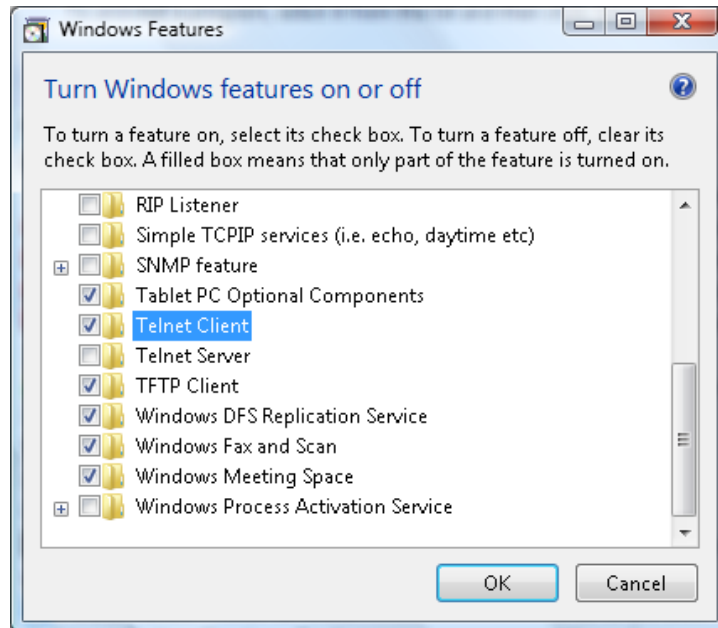 Windows Features
Turn Windows features on or off
To turn a feature on, select its check box. To turn a feature off, clear its
check box. A filled box means that only part of the feature is turned on.
RIP Listener
Simple TCPIP services (i.e. echo, daytime etc)
SNMP feature
Tablet PC Optional Components
Telnet Client
Telnet Server
TFTP Client
Windows DFS Replication Service
Windows Fax and Scan
Windows Meeting Space
Windows Process Activation Service
OK Cancel